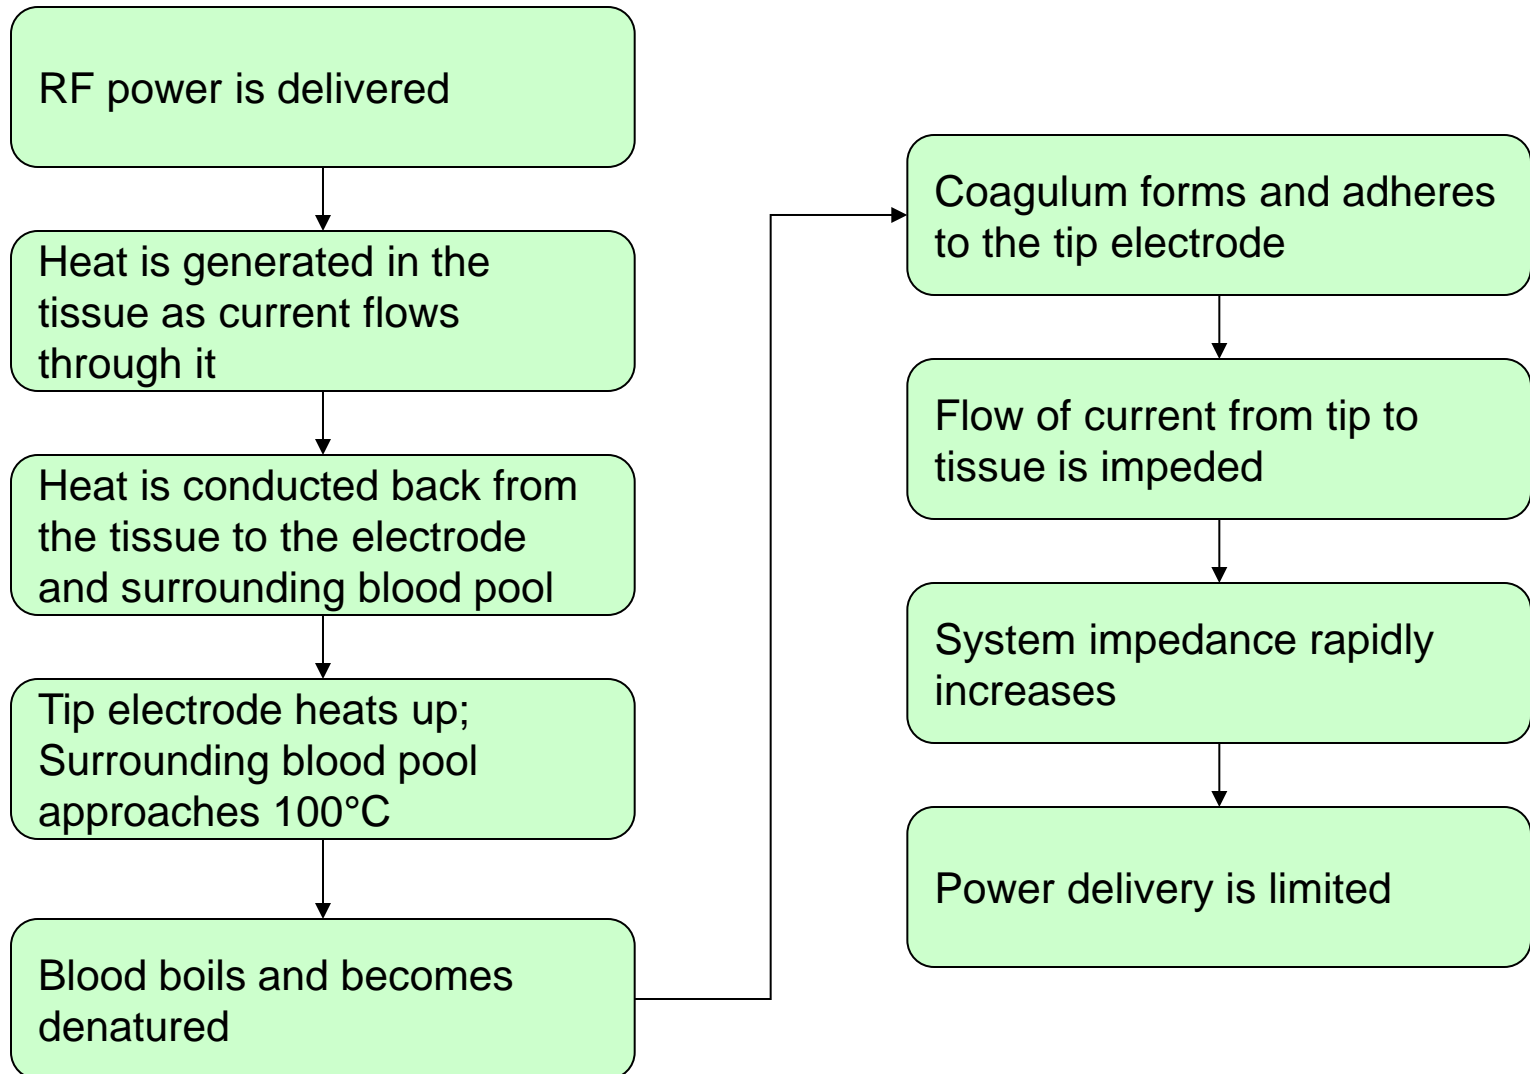 RF power is delivered
Heat is generated in the
tissue as current flows
through it
Heat is conducted back from
the tissue to the electrode
and surrounding blood pool
Tip electrode heats up;
Surrounding blood pool
approaches 100°C
Blood boils and becomes
denatured
Coagulum forms and adheres
to the tip electrode
Flow of current from tip to
tissue is impeded
System impedance rapidly
increases
Power delivery is limited